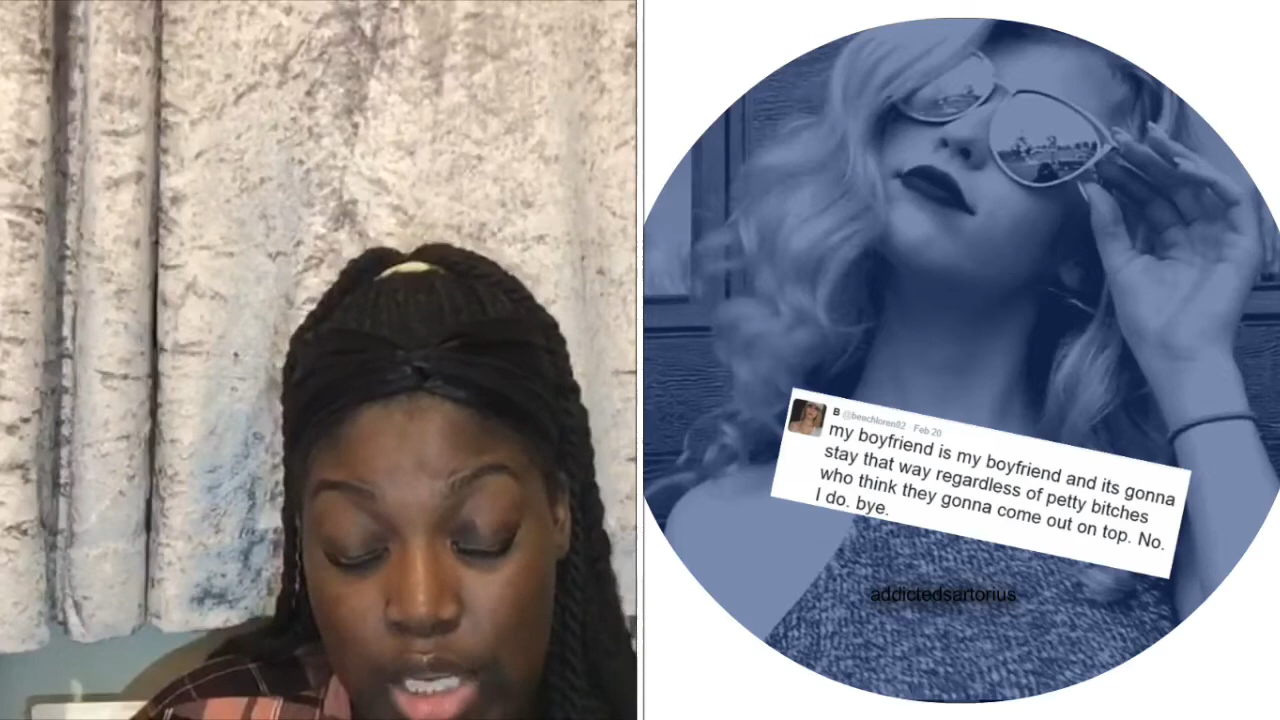 B @beechloren02 · Feb 20
my boyfriend is my boyfriend and its gonna
stay that way regardless of petty bitches
who think they gonna come out on top. No.
I do. bye.
addictedsartorius